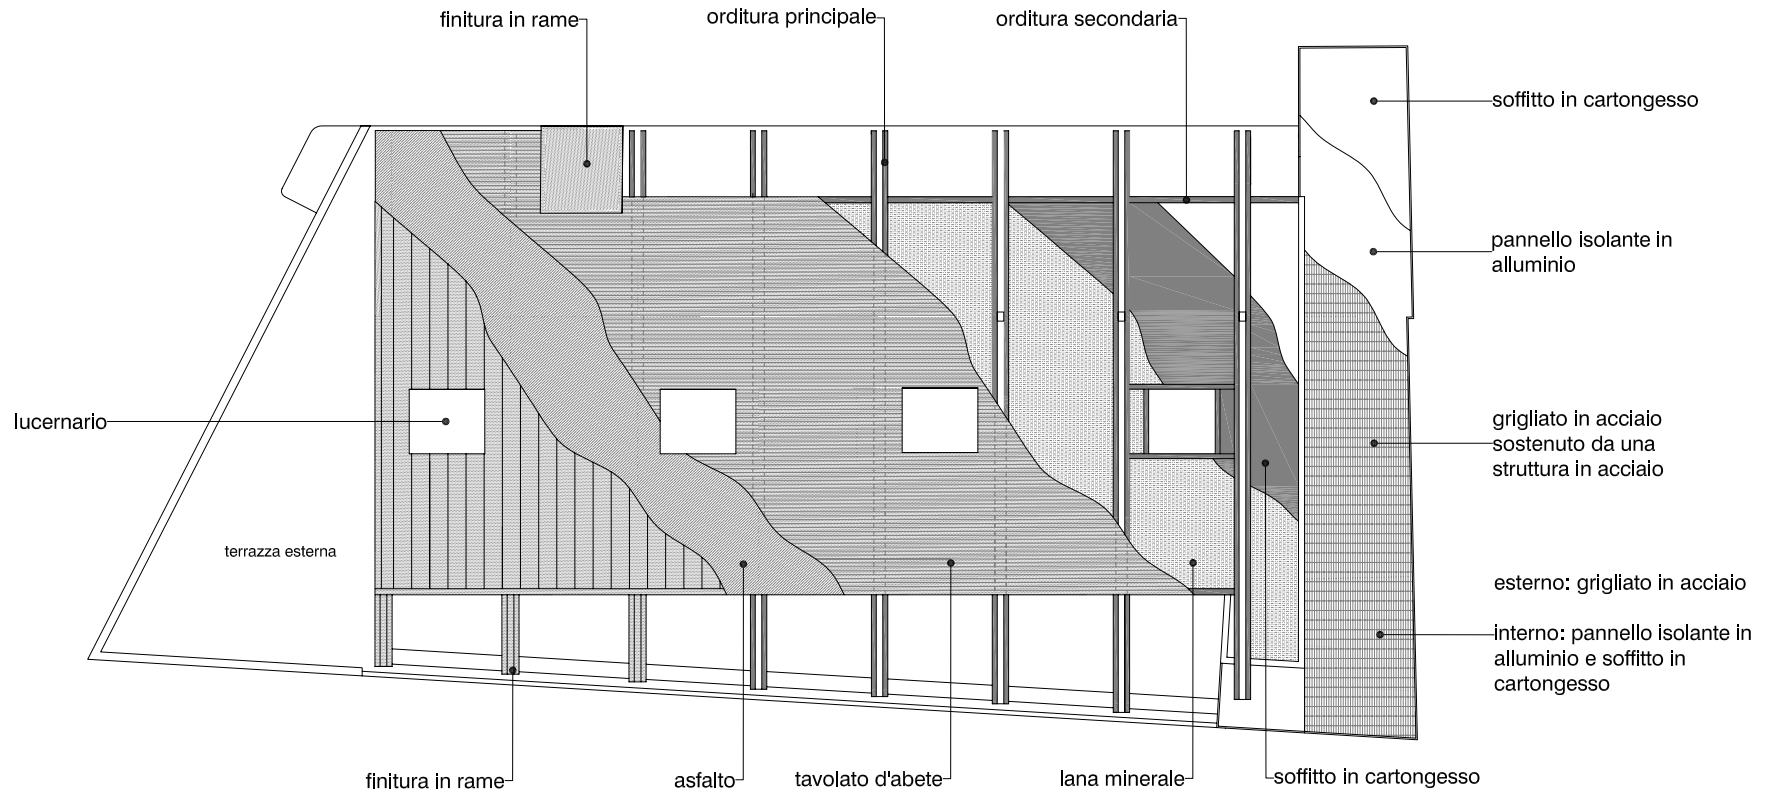 finitura in rame
orditura principale
orditura secondaria
soffitto in cartongesso
pannello isolante in
alluminio
lucernario
grigliato in acciaio
sostenuto da una
struttura in acciaio
terrazza esterna
esterno: grigliato in acciaio
interno: pannello isolante in
alluminio e soffitto in
cartongesso
finitura in rame
asfalto
tavolato d'abete
lana minerale
soffitto in cartongesso